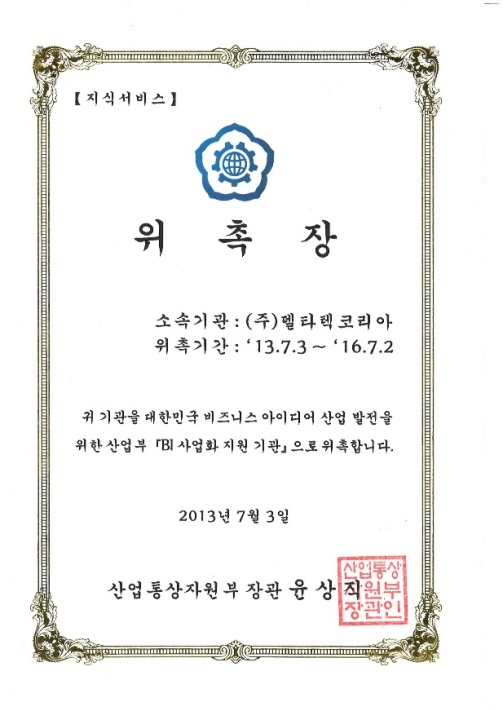 【지식서비스】
위 촉 장
소속기관 : (주)델타텍코리아
위촉기간 : ‘13.7.3 ~ ‘16.7.2
귀 기관을 대한민국 비즈니스 아이디어 산업 발전을
위한 산업부 「BI 사업화 지원 기관」으로 위촉합니다.
2013년 7월 3일
산업통상자원부 장관 윤상직
산업통상
자원부
장관인